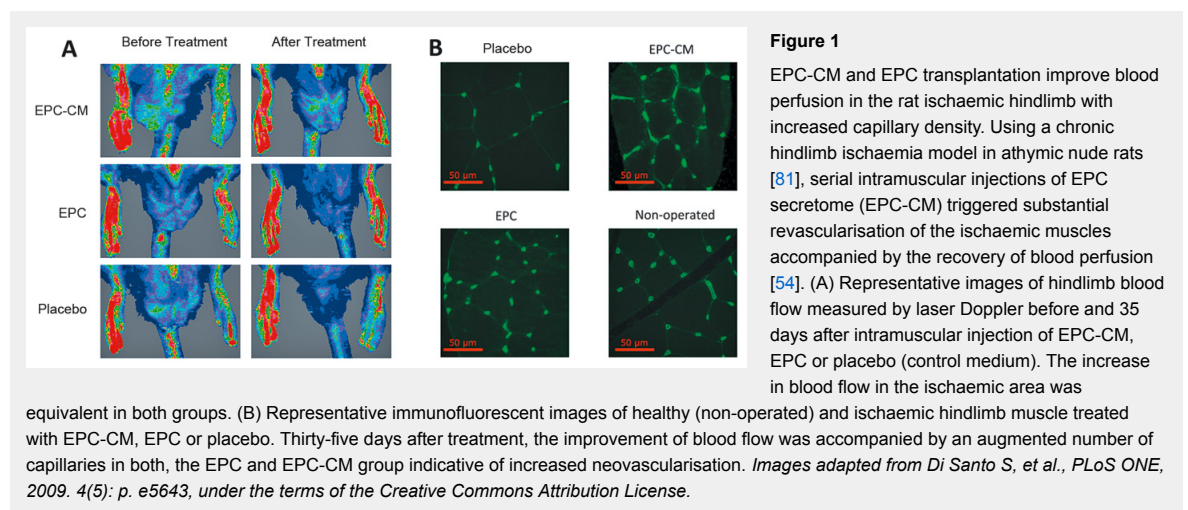 A
Before Treatment
After Treatment
EPC-CM
EPC
Placebo
B
Placebo
EPC-CM
50 µm
50 µm
EPC
Non-operated
50 µm
50 µm
Figure 1
EPC-CM and EPC transplantation improve blood
perfusion in the rat ischaemic hindlimb with
increased capillary density. Using a chronic
hindlimb ischaemia model in athymic nude rats
[81], serial intramuscular injections of EPC
secretome (EPC-CM) triggered substantial
revascularisation of the ischaemic muscles
accompanied by the recovery of blood perfusion
[54]. (A) Representative images of hindlimb blood
flow measured by laser Doppler before and 35
days after intramuscular injection of EPC-CM,
EPC or placebo (control medium). The increase
in blood flow in the ischaemic area was
equivalent in both groups. (B) Representative immunofluorescent images of healthy (non-operated) and ischaemic hindlimb muscle treated
with EPC-CM, EPC or placebo. Thirty-five days after treatment, the improvement of blood flow was accompanied by an augmented number of
capillaries in both, the EPC and EPC-CM group indicative of increased neovascularisation. Images adapted from Di Santo S, et al., PLoS ONE,
2009. 4(5): p. e5643, under the terms of the Creative Commons Attribution License.